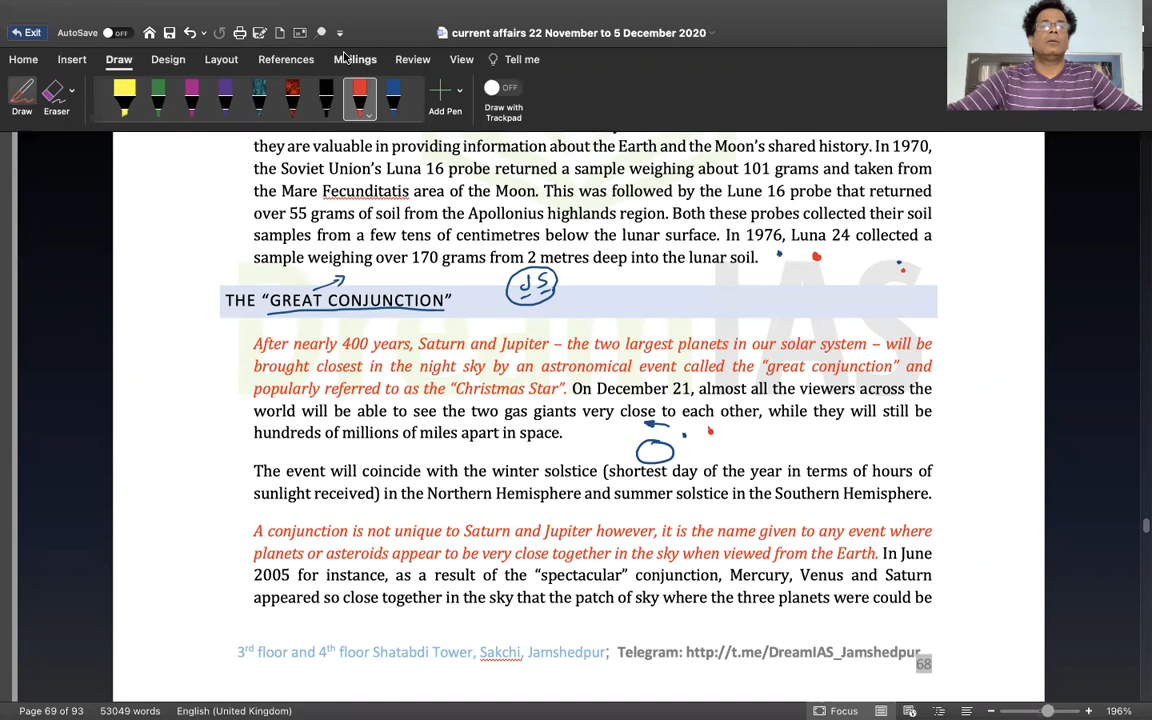 Exit
AutoSave OFF
current affairs 22 November to 5 December 2020
Home Insert Draw Design Layout References Mailings Review View Tell me
Draw Eraser Add Pen OFF
Draw with
Trackpad
they are valuable in providing information about the Earth and the Moon's shared history. In 1970,
the Soviet Union's Luna 16 probe returned a sample weighing about 101 grams and taken from
the Mare Fecunditatis area of the Moon. This was followed by the Lune 16 probe that returned
over 55 grams of soil from the Apollonius highlands region. Both these probes collected their soil
samples from a few tens of centimetres below the lunar surface. In 1976, Luna 24 collected a
sample weighing over 170 grams from 2 metres deep into the lunar soil.
J S
THE “GREAT CONJUNCTION”
After nearly 400 years, Saturn and Jupiter – the two largest planets in our solar system – will be
brought closest in the night sky by an astronomical event called the “great conjunction” and
popularly referred to as the “Christmas Star”. On December 21, almost all the viewers across the
world will be able to see the two gas giants very close to each other, while they will still be
hundreds of millions of miles apart in space.
The event will coincide with the winter solstice (shortest day of the year in terms of hours of
sunlight received) in the Northern Hemisphere and summer solstice in the Southern Hemisphere.
A conjunction is not unique to Saturn and Jupiter however, it is the name given to any event where
planets or asteroids appear to be very close together in the sky when viewed from the Earth. In June
2005 for instance, as a result of the “spectacular” conjunction, Mercury, Venus and Saturn
appeared so close together in the sky that the patch of sky where the three planets were could be
3rd floor and 4th floor Shatabdi Tower, Sakchi, Jamshedpur; Telegram: http://t.me/DreamIAS_Jamshedpur
68
DreamIAS
Page 69 of 93 53049 words English (United Kingdom) Focus 196%